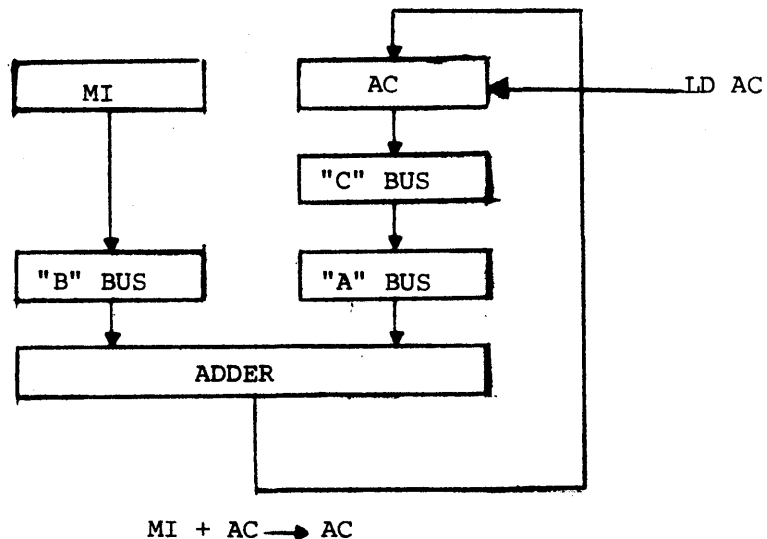 MI
AC
LD AC
"C" BUS
"B" BUS
"A" BUS
ADDER
MI + AC → AC